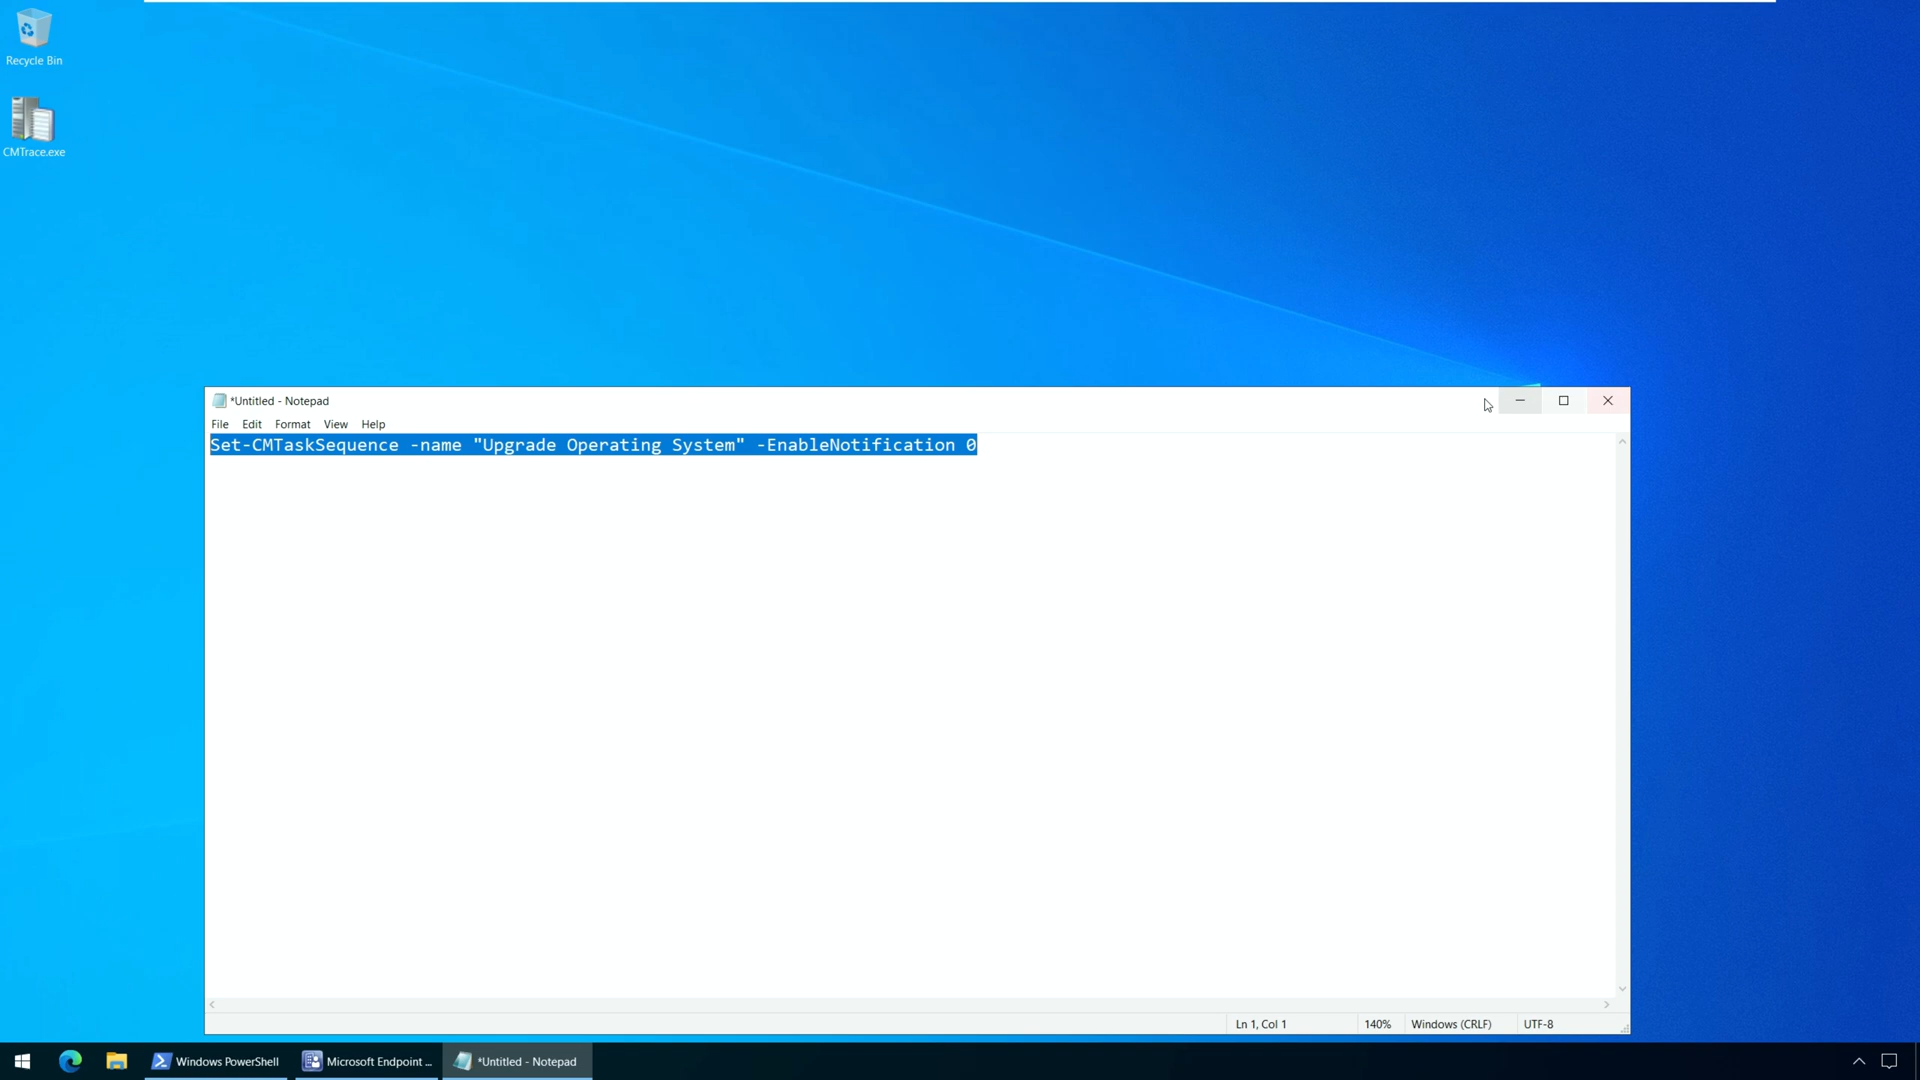 Recycle Bin
CMTrace.exe
*Untitled - Notepad
File Edit Format View Help
Set-CMTaskSequence -name "Upgrade Operating System" -EnableNotification 0
Ln 1, Col 1 140% Windows (CRLF) UTF-8
Windows PowerShell Microsoft Endpoint ... *Untitled - Notepad